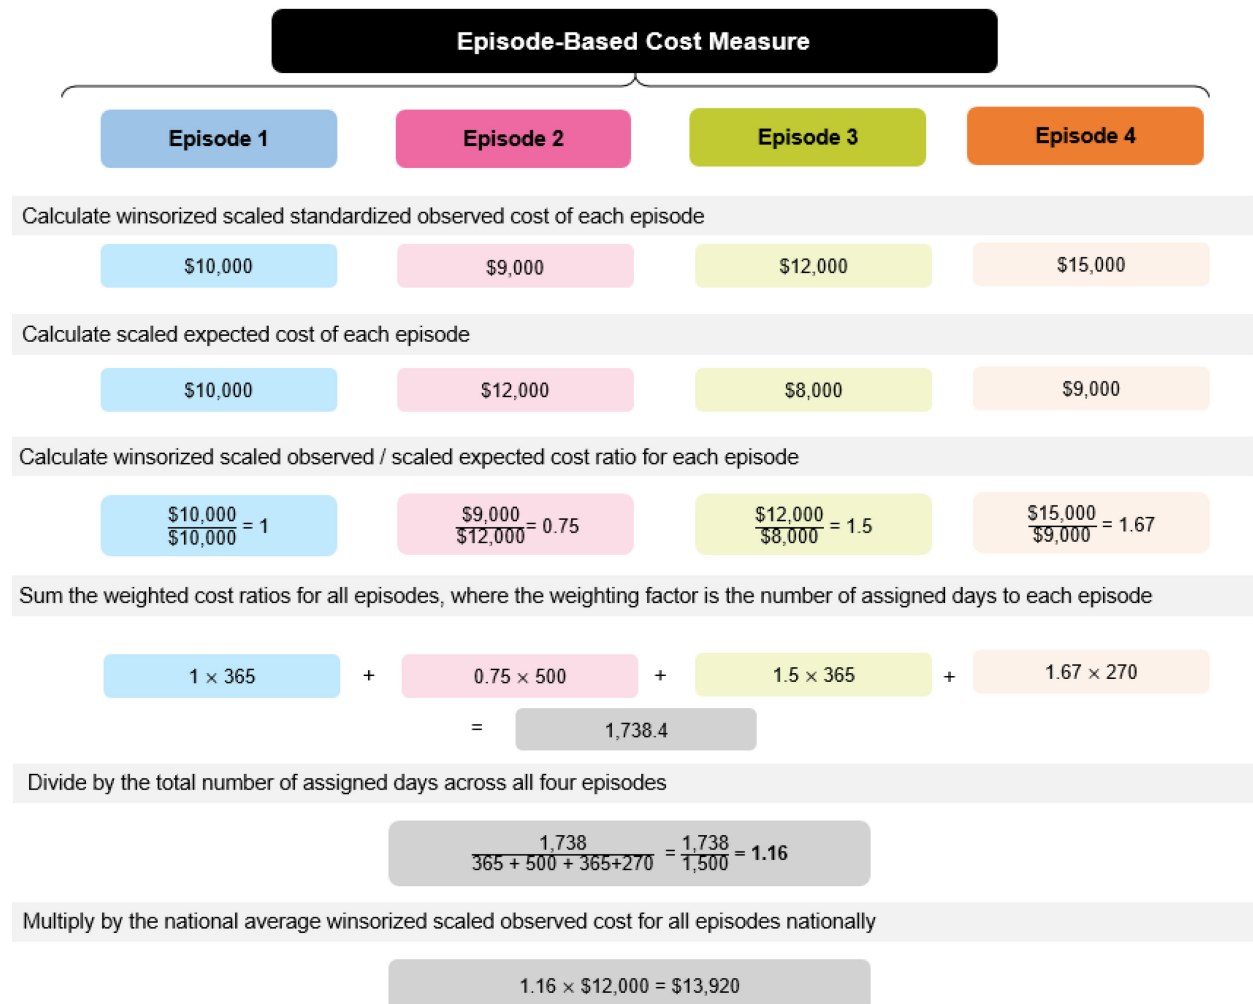 Episode-Based Cost Measure
Episode 1
Episode 2
Episode 3
Episode 4
Calculate winsorized scaled standardized observed cost of each episode
$10,000
$9,000
$12,000
$15,000
Calculate scaled expected cost of each episode
$10,000
$12,000
$8,000
$9,000
Calculate winsorized scaled observed / scaled expected cost ratio for each episode
$10,000
$10,000 = 1
$9,000
$12,000 = 0.75
$12,000
$8,000 = 1.5
$15,000
$9,000 = 1.67
Sum the weighted cost ratios for all episodes, where the weighting factor is the number of assigned days to each episode
1 × 365 + 0.75 × 500 + 1.5 × 365 + 1.67 × 270
= 1,738.4
Divide by the total number of assigned days across all four episodes
1,738 = 1,738 = 1.16
365 + 500 + 365+270 1,500
Multiply by the national average winsorized scaled observed cost for all episodes nationally
1.16 × $12,000 = $13,920